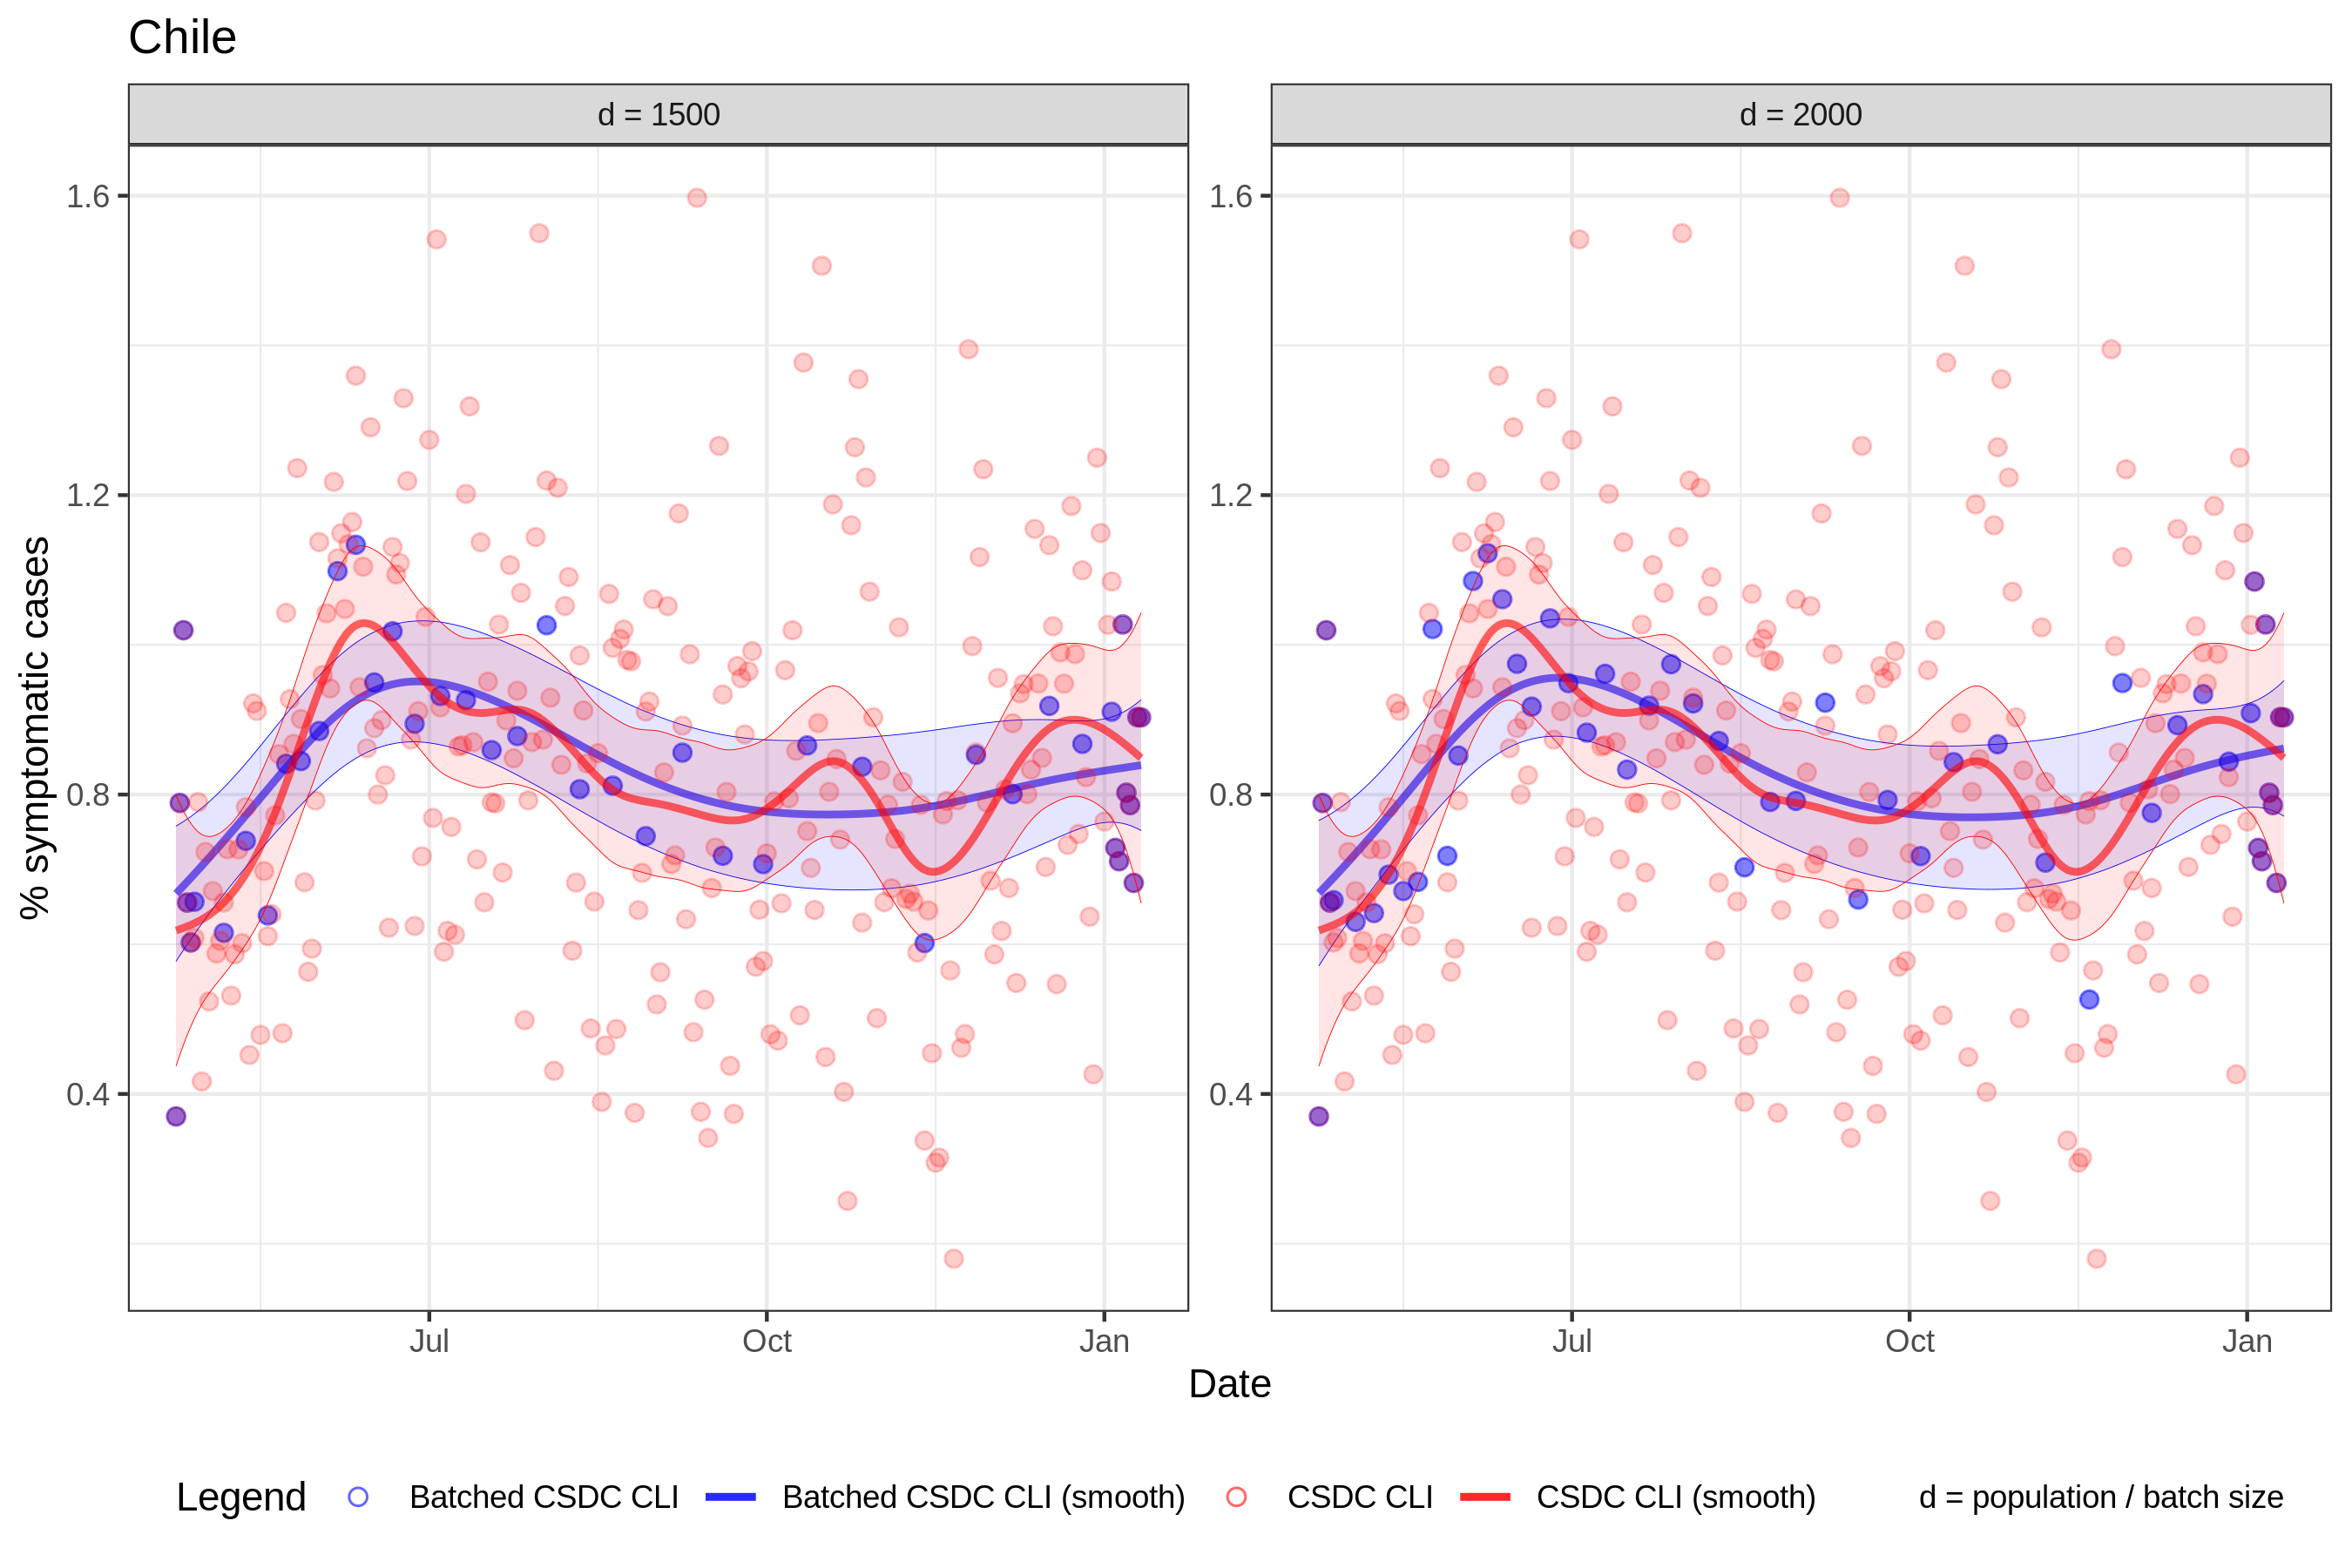 Chile
d = 1500
d = 2000
% symptomatic cases
1.6
1.2
0.8
0.4
1.6
1.2
0.8
0.4
Jul
Oct
Jan
Jul
Oct
Jan
Date
Legend
Batched CSDC CLI
Batched CSDC CLI (smooth)
CSDC CLI
CSDC CLI (smooth)
d = population / batch size